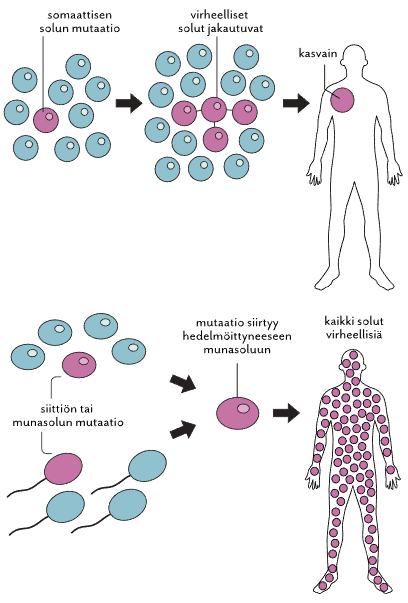 somaattisen
solun mutaatio
virheelliset
solut jakautuvat
kasvain
mutaatio siirtyy
hedelmöittyneeseen
munasoluun
kaikki solut
virheellisiä
siittiön tai
munasolun mutaatio